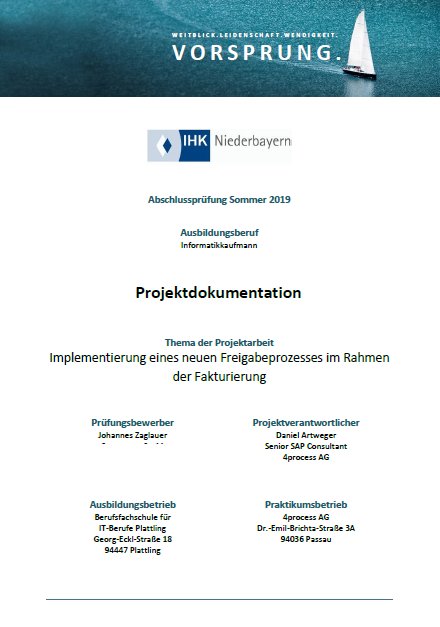 WEITBLICK.LEIDENSCHAFT.WENDIGKEIT.
VORSPRUNG.
IHK Niederbayern
Abschlussprüfung Sommer 2019
Ausbildungsberuf
Informatikkaufmann
Projektdokumentation
Thema der Projektarbeit
Implementierung eines neuen Freigabeprozesses im Rahmen
der Fakturierung
Prüfungsbewerber
Johannes Zaglauer
Projektverantwortlicher
Daniel Artweger
Senior SAP Consultant
4process AG
Ausbildungsbetrieb
Berufsfachschule für
IT-Berufe Plattling
Georg-Eckl-Straße 18
94447 Plattling
Praktikumsbetrieb
4process AG
Dr.-Emil-Brichta-Straße 3A
94036 Passau